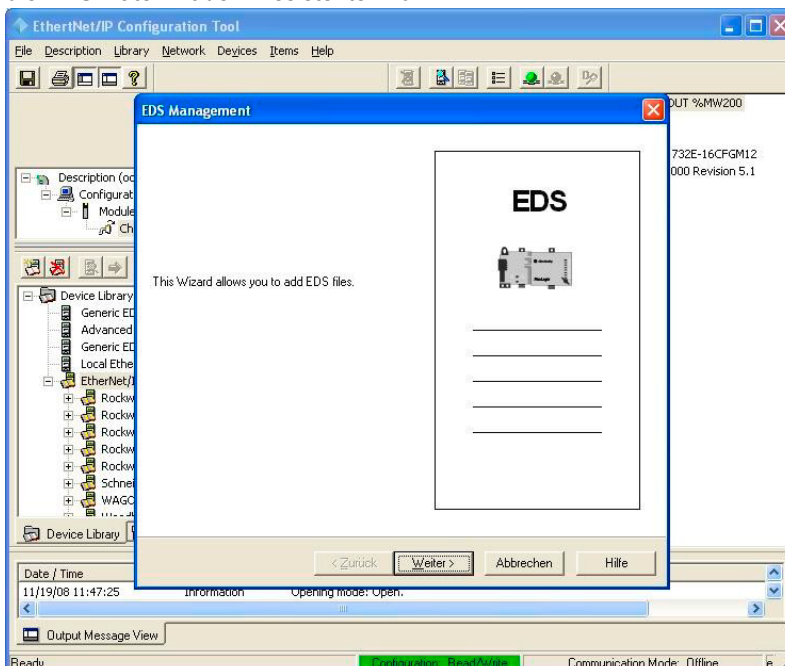 EthertNet/IP Configuration Tool
File Description Library Network Devices Items Help
EDS Management
OUT %MW200
732E-16CFGM12
000 Revision 5.1
Description (oc
Configurat
Module
Ch
EDS
This Wizard allows you to add EDS files.
Device Library
Generic ED
Advanced
Generic ED
Local Ethe
EtherNet/I
Rockw
Rockw
Rockw
Rockw
Rockw
Schnei
WAGO
Device Library
< Zurück Weiter > Abbrechen Hilfe
Date / Time
11/19/08 11:47:25 Information Opening mode: Open.
Output Message View
Ready Configuration: Read/Write Communication Mode: Offline